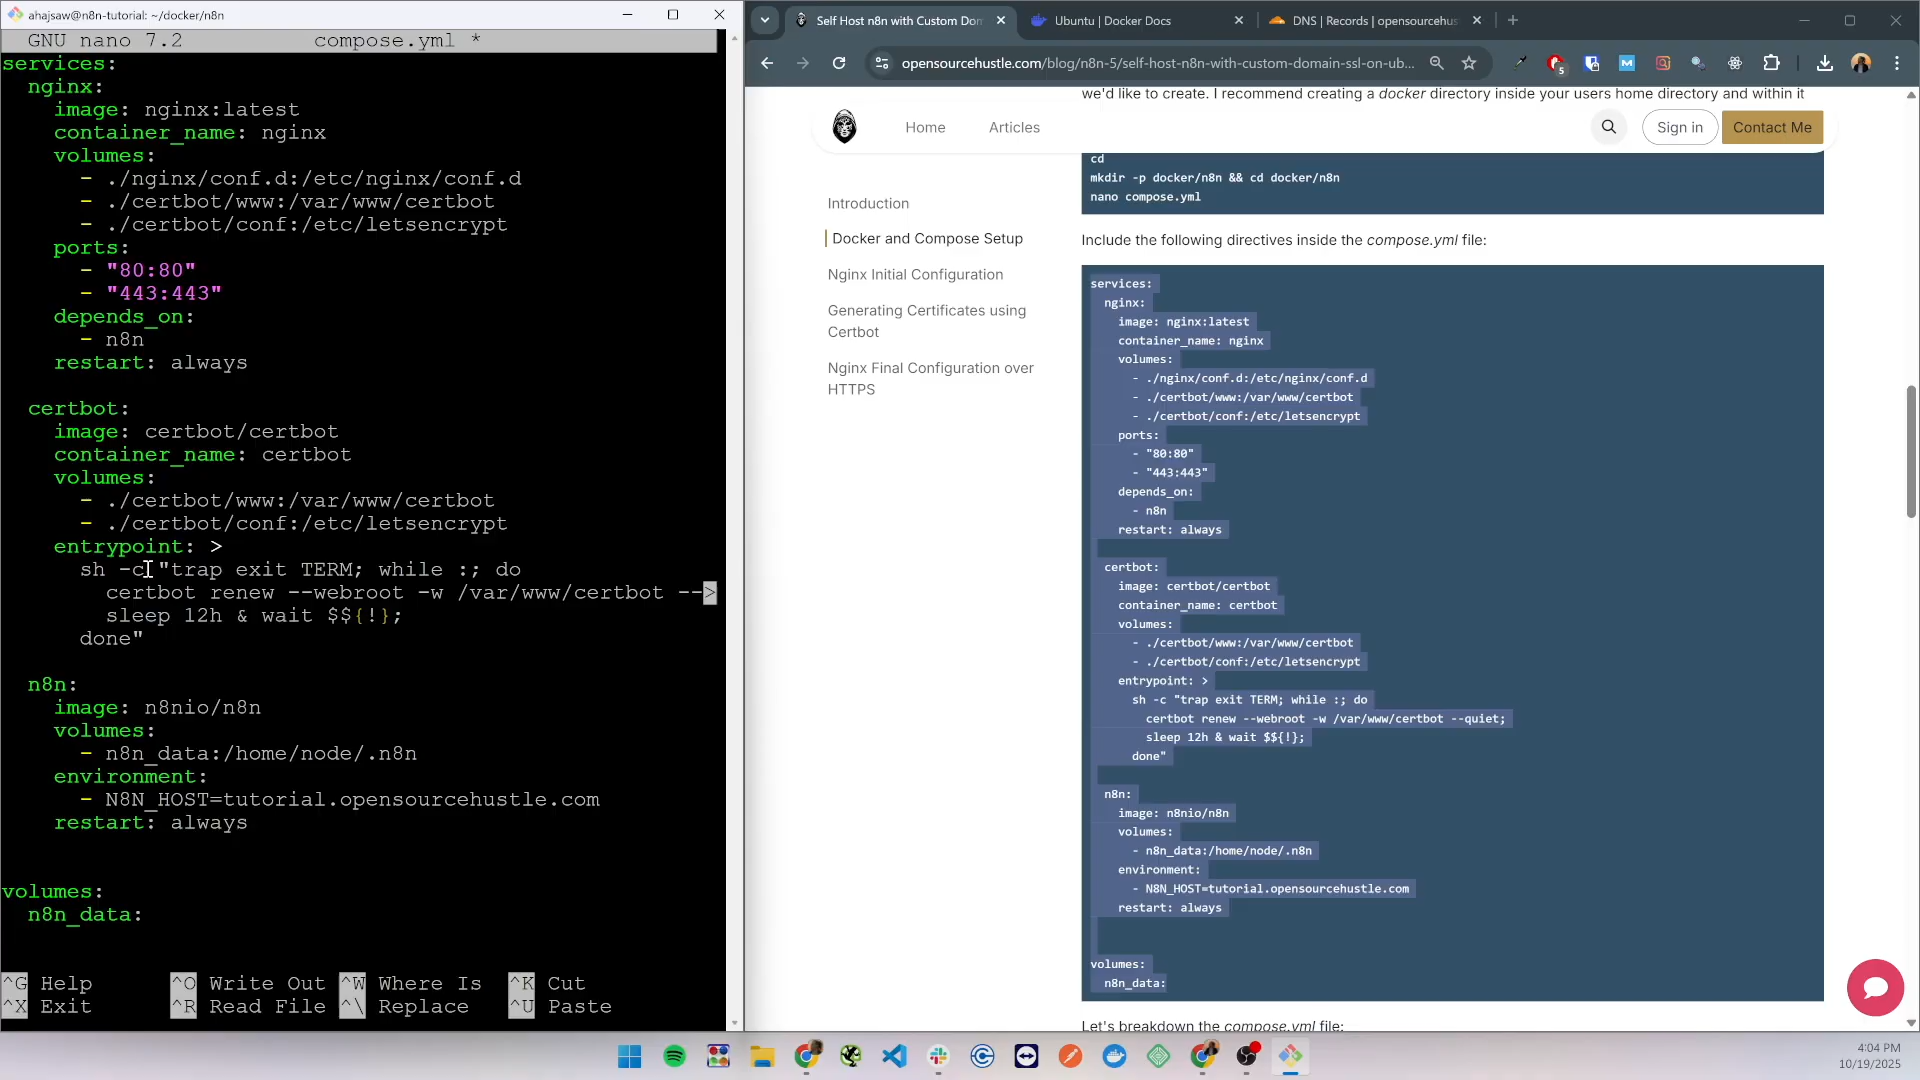 ahajsaw@n8n-tutorial: ~/docker/n8n
GNU nano 7.2 compose.yml *
services:
  nginx:
    image: nginx:latest
    container_name: nginx
    volumes:
      - ./nginx/conf.d:/etc/nginx/conf.d
      - ./certbot/www:/var/www/certbot
      - ./certbot/conf:/etc/letsencrypt
    ports:
      - "80:80"
      - "443:443"
    depends_on:
      - n8n
    restart: always
  certbot:
    image: certbot/certbot
    container_name: certbot
    volumes:
      - ./certbot/www:/var/www/certbot
      - ./certbot/conf:/etc/letsencrypt
    entrypoint: >
      sh -c "trap exit TERM; while :; do
        certbot renew --webroot -w /var/www/certbot -->
        sleep 12h & wait $${!};
      done"
  n8n:
    image: n8nio/n8n
    volumes:
      - n8n_data:/home/node/.n8n
    environment:
      - N8N_HOST=tutorial.opensourcehustle.com
    restart: always
volumes:
  n8n_data:
^G Help ^O Write Out ^W Where Is ^K Cut
^X Exit ^R Read File ^\ Replace ^U Paste
Self Host n8n with Custom Dom
Ubuntu | Docker Docs
DNS | Records | opensourcehus
opensourcehustle.com/blog/n8n-5/self-host-n8n-with-custom-domain-ssl-on-ub...
5
we'd like to create. I recommend creating a docker directory inside your users home directory and within it
Home
Articles
Sign in
Contact Me
Introduction
Docker and Compose Setup
Nginx Initial Configuration
Generating Certificates using
Certbot
Nginx Final Configuration over
HTTPS
cd
mkdir -p docker/n8n && cd docker/n8n
nano compose.yml
Include the following directives inside the compose.yml file:
services:
  nginx:
    image: nginx:latest
    container_name: nginx
    volumes:
      - ./nginx/conf.d:/etc/nginx/conf.d
      - ./certbot/www:/var/www/certbot
      - ./certbot/conf:/etc/letsencrypt
    ports:
      - "80:80"
      - "443:443"
    depends_on:
      - n8n
    restart: always
  certbot:
    image: certbot/certbot
    container_name: certbot
    volumes:
      - ./certbot/www:/var/www/certbot
      - ./certbot/conf:/etc/letsencrypt
    entrypoint: >
      sh -c "trap exit TERM; while :; do
        certbot renew --webroot -w /var/www/certbot --quiet;
        sleep 12h & wait $${!};
      done"
  n8n:
    image: n8nio/n8n
    volumes:
      - n8n_data:/home/node/.n8n
    environment:
      - N8N_HOST=tutorial.opensourcehustle.com
    restart: always
volumes:
  n8n_data:
Let's breakdown the compose.yml file:
4:04 PM
10/19/2025